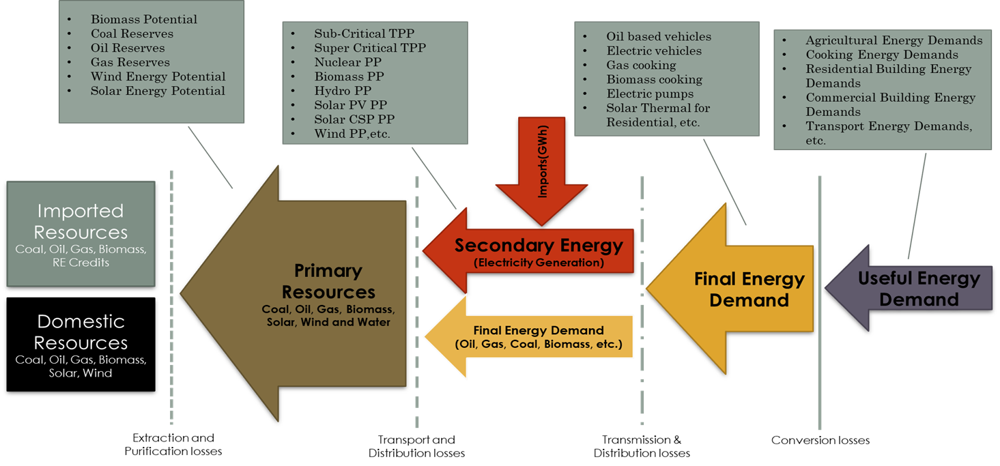 • Biomass Potential
• Coal Reserves
• Oil Reserves
• Gas Reserves
• Wind Energy Potential
• Solar Energy Potential
• Sub-Critical TPP
• Super Critical TPP
• Nuclear PP
• Biomass PP
• Hydro PP
• Solar PV PP
• Solar CSP PP
• Wind PP,etc.
• Oil based vehicles
• Electric vehicles
• Gas cooking
• Biomass cooking
• Electric pumps
• Solar Thermal for
Residential, etc.
• Agricultural Energy Demands
• Cooking Energy Demands
• Residential Building Energy
Demands
• Commercial Building Energy
Demands
• Transport Energy Demands,
etc.
Imported
Resources
Coal, Oil, Gas, Biomass,
RE Credits
Domestic
Resources
Coal, Oil, Gas, Biomass,
Solar, Wind
Primary
Resources
Coal, Oil, Gas, Biomass,
Solar, Wind and Water
Imports(GWh)
Secondary Energy
(Electricity Generation)
Final Energy Demand
(Oil, Gas, Coal, Biomass, etc.)
Final Energy
Demand
Useful Energy
Demand
Extraction and
Purification losses
Transport and
Distribution losses
Transmission &
Distribution losses
Conversion losses